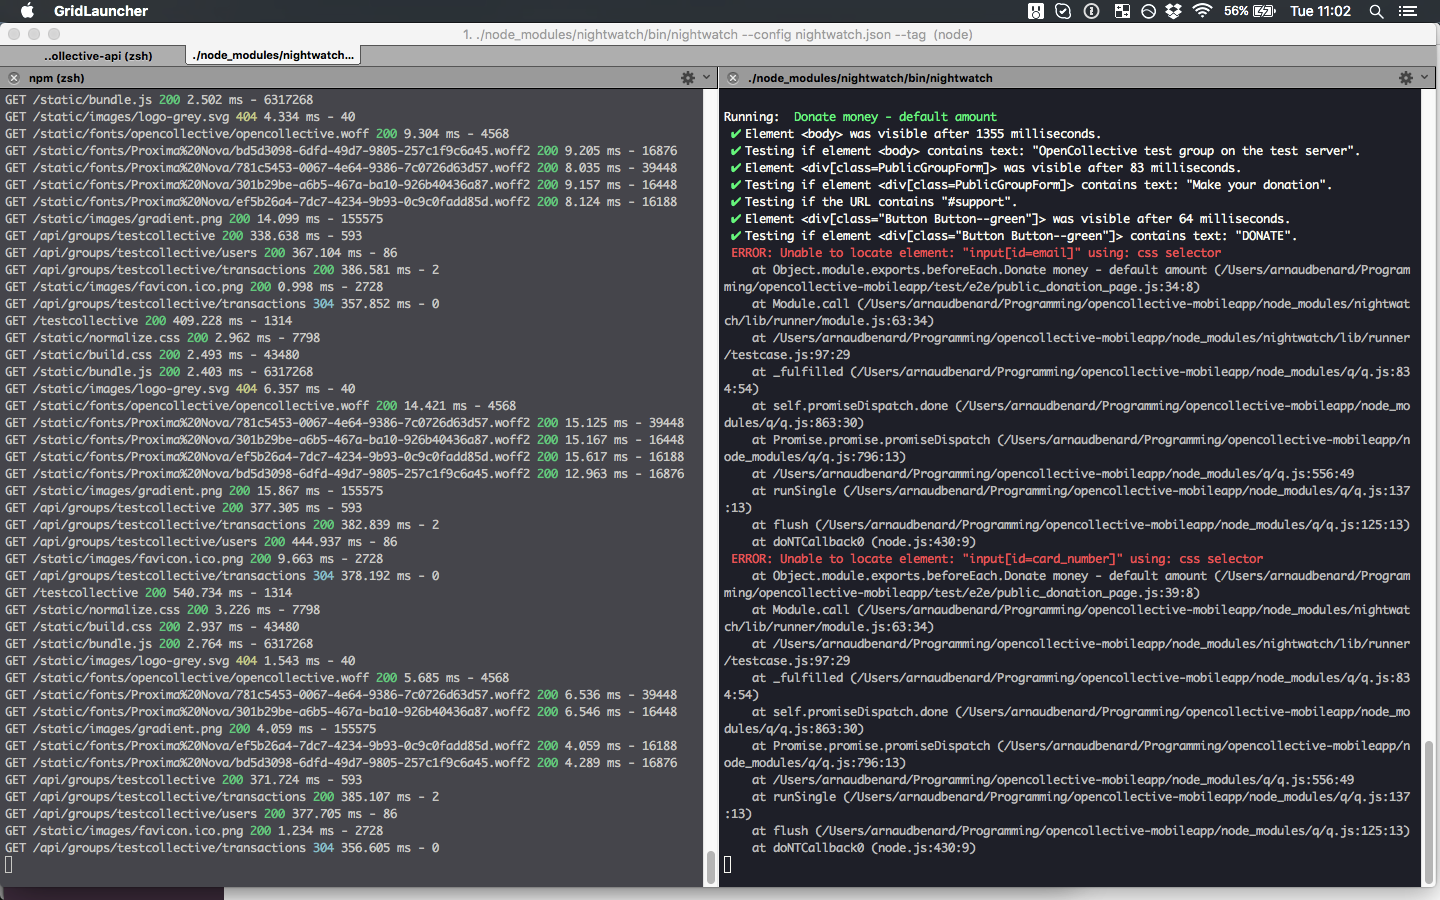 GridLauncher
56%
Tue 11:02
1. ./node_modules/nightwatch/bin/nightwatch --config nightwatch.json --tag (node)
..ollective-api (zsh)
./node_modules/nightwatch...
npm (zsh)
GET /static/bundle.js 200 2.502 ms - 6317268
GET /static/images/logo-grey.svg 404 4.334 ms - 40
GET /static/fonts/opencollective/opencollective.woff 200 9.304 ms - 4568
GET /static/fonts/Proxima%20Nova/bd5d3098-6dfd-49d7-9805-257c1f9c6a45.woff2 200 9.205 ms - 16876
GET /static/fonts/Proxima%20Nova/781c5453-0067-4e64-9386-7c0726d63d57.woff2 200 8.035 ms - 39448
GET /static/fonts/Proxima%20Nova/301b29be-a6b5-467a-ba10-926b40436a87.woff2 200 9.157 ms - 16448
GET /static/fonts/Proxima%20Nova/ef5b26a4-7dc7-4234-9b93-0c9c0fadd85d.woff2 200 8.124 ms - 16188
GET /static/images/gradient.png 200 14.099 ms - 155575
GET /api/groups/testcollective 200 338.638 ms - 593
GET /api/groups/testcollective/users 200 367.104 ms - 86
GET /api/groups/testcollective/transactions 200 386.581 ms - 2
GET /static/images/favicon.ico.png 200 0.998 ms - 2728
GET /api/groups/testcollective/transactions 304 357.852 ms - 0
GET /testcollective 200 409.228 ms - 1314
GET /static/normalize.css 200 2.962 ms - 7798
GET /static/build.css 200 2.493 ms - 43480
GET /static/bundle.js 200 2.403 ms - 6317268
GET /static/images/logo-grey.svg 404 6.357 ms - 40
GET /static/fonts/opencollective/opencollective.woff 200 14.421 ms - 4568
GET /static/fonts/Proxima%20Nova/781c5453-0067-4e64-9386-7c0726d63d57.woff2 200 15.125 ms - 39448
GET /static/fonts/Proxima%20Nova/301b29be-a6b5-467a-ba10-926b40436a87.woff2 200 15.167 ms - 16448
GET /static/fonts/Proxima%20Nova/ef5b26a4-7dc7-4234-9b93-0c9c0fadd85d.woff2 200 15.617 ms - 16188
GET /static/fonts/Proxima%20Nova/bd5d3098-6dfd-49d7-9805-257c1f9c6a45.woff2 200 12.963 ms - 16876
GET /static/images/gradient.png 200 15.867 ms - 155575
GET /api/groups/testcollective 200 377.305 ms - 593
GET /api/groups/testcollective/transactions 200 382.839 ms - 2
GET /api/groups/testcollective/users 200 444.937 ms - 86
GET /static/images/favicon.ico.png 200 9.663 ms - 2728
GET /api/groups/testcollective/transactions 304 378.192 ms - 0
GET /testcollective 200 540.734 ms - 1314
GET /static/normalize.css 200 3.226 ms - 7798
GET /static/build.css 200 2.937 ms - 43480
GET /static/bundle.js 200 2.764 ms - 6317268
GET /static/images/logo-grey.svg 404 1.543 ms - 40
GET /static/fonts/opencollective/opencollective.woff 200 5.685 ms - 4568
GET /static/fonts/Proxima%20Nova/781c5453-0067-4e64-9386-7c0726d63d57.woff2 200 6.536 ms - 39448
GET /static/fonts/Proxima%20Nova/301b29be-a6b5-467a-ba10-926b40436a87.woff2 200 6.546 ms - 16448
GET /static/images/gradient.png 200 4.059 ms - 155575
GET /static/fonts/Proxima%20Nova/ef5b26a4-7dc7-4234-9b93-0c9c0fadd85d.woff2 200 4.059 ms - 16188
GET /static/fonts/Proxima%20Nova/bd5d3098-6dfd-49d7-9805-257c1f9c6a45.woff2 200 4.289 ms - 16876
GET /api/groups/testcollective 200 371.724 ms - 593
GET /api/groups/testcollective/transactions 200 385.107 ms - 2
GET /api/groups/testcollective/users 200 377.705 ms - 86
GET /static/images/favicon.ico.png 200 1.234 ms - 2728
GET /api/groups/testcollective/transactions 304 356.605 ms - 0
./node_modules/nightwatch/bin/nightwatch
Running: Donate money - default amount
✔ Element <body> was visible after 1355 milliseconds.
✔ Testing if element <body> contains text: "OpenCollective test group on the test server".
✔ Element <div[class=PublicGroupForm]> was visible after 83 milliseconds.
✔ Testing if element <div[class=PublicGroupForm]> contains text: "Make your donation".
✔ Testing if the URL contains "#support".
✔ Element <div[class="Button Button--green"]> was visible after 64 milliseconds.
✔ Testing if element <div[class="Button Button--green"]> contains text: "DONATE".
ERROR: Unable to locate element: "input[id=email]" using: css selector
at Object.module.exports.beforeEach.Donate money - default amount (/Users/arnaudbenard/Program
ming/opencollective-mobileapp/test/e2e/public_donation_page.js:34:8)
at Module.call (/Users/arnaudbenard/Programming/opencollective-mobileapp/node_modules/nightwat
ch/lib/runner/module.js:63:34)
at /Users/arnaudbenard/Programming/opencollective-mobileapp/node_modules/nightwatch/lib/runner
/testcase.js:97:29
at _fulfilled (/Users/arnaudbenard/Programming/opencollective-mobileapp/node_modules/q/q.js:83
4:54)
at self.promiseDispatch.done (/Users/arnaudbenard/Programming/opencollective-mobileapp/node_mo
dules/q/q.js:863:30)
at Promise.promise.promiseDispatch (/Users/arnaudbenard/Programming/opencollective-mobileapp/n
ode_modules/q/q.js:796:13)
at /Users/arnaudbenard/Programming/opencollective-mobileapp/node_modules/q/q.js:556:49
at runSingle (/Users/arnaudbenard/Programming/opencollective-mobileapp/node_modules/q/q.js:137
:13)
at flush (/Users/arnaudbenard/Programming/opencollective-mobileapp/node_modules/q/q.js:125:13)
at doNTCallback0 (node.js:430:9)
ERROR: Unable to locate element: "input[id=card_number]" using: css selector
at Object.module.exports.beforeEach.Donate money - default amount (/Users/arnaudbenard/Program
ming/opencollective-mobileapp/test/e2e/public_donation_page.js:39:8)
at Module.call (/Users/arnaudbenard/Programming/opencollective-mobileapp/node_modules/nightwat
ch/lib/runner/module.js:63:34)
at /Users/arnaudbenard/Programming/opencollective-mobileapp/node_modules/nightwatch/lib/runner
/testcase.js:97:29
at _fulfilled (/Users/arnaudbenard/Programming/opencollective-mobileapp/node_modules/q/q.js:83
4:54)
at self.promiseDispatch.done (/Users/arnaudbenard/Programming/opencollective-mobileapp/node_mo
dules/q/q.js:863:30)
at Promise.promise.promiseDispatch (/Users/arnaudbenard/Programming/opencollective-mobileapp/n
ode_modules/q/q.js:796:13)
at /Users/arnaudbenard/Programming/opencollective-mobileapp/node_modules/q/q.js:556:49
at runSingle (/Users/arnaudbenard/Programming/opencollective-mobileapp/node_modules/q/q.js:137
:13)
at flush (/Users/arnaudbenard/Programming/opencollective-mobileapp/node_modules/q/q.js:125:13)
at doNTCallback0 (node.js:430:9)